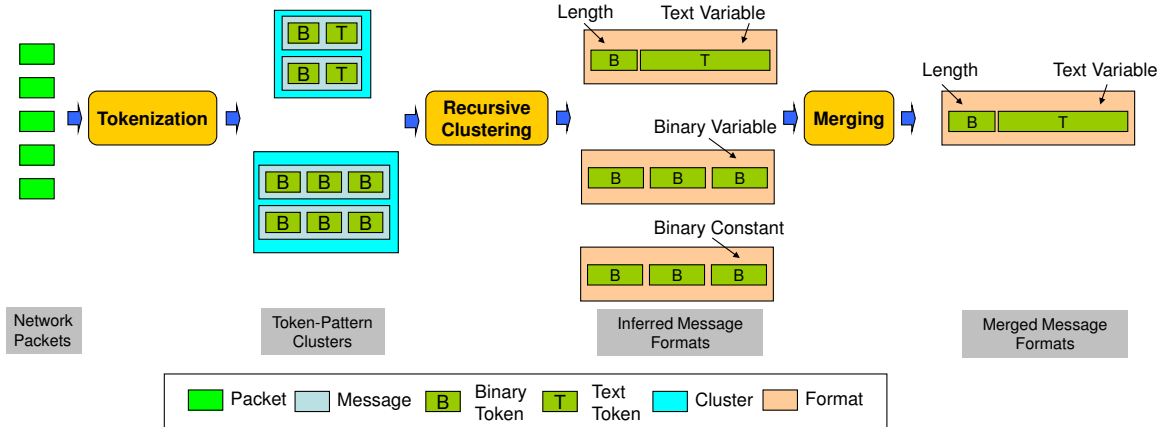 Length
Text Variable
B T
B T
B T
Length
Text Variable
Tokenization
Recursive
Clustering
Merging
B T
Binary Variable
B B B
B B B
B B B
Binary Constant
B B B
Network
Packets
Token-Pattern
Clusters
Inferred Message
Formats
Merged Message
Formats
Packet
Message
B
Binary
Token
T
Text
Token
Cluster
Format